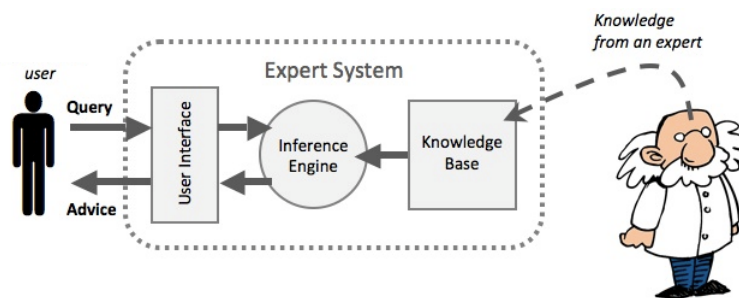 Knowledge
from an expert
user
Expert System
Query
User Interface
Inference
Engine
Knowledge
Base
Advice